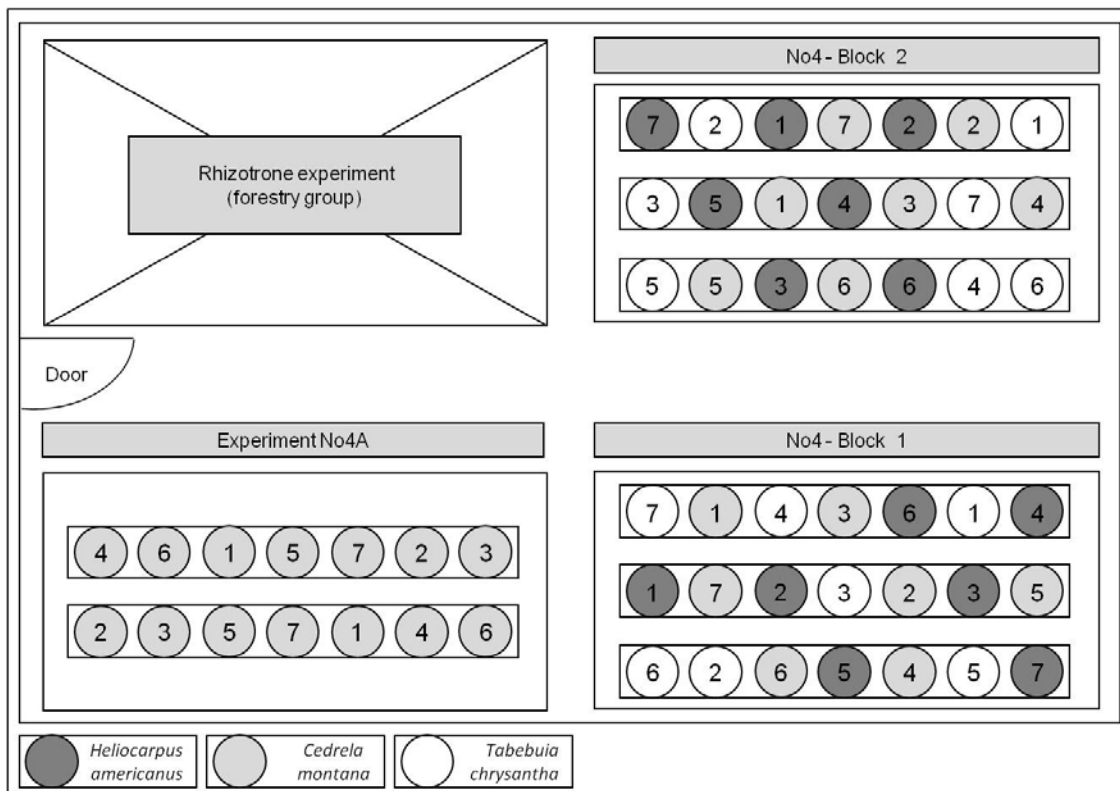 No4 - Block 2
7 2 1 7 2 2 1
Rhizotrone experiment
(forestry group)
3 5 1 4 3 7 4
5 5 3 6 6 4 6
Door
Experiment No4A
No4 - Block 1
7 1 4 3 6 1 4
4 6 1 5 7 2 3
1 7 2 3 2 3 5
2 3 5 7 1 4 6
6 2 6 5 4 5 7
Heliocarpus
americanus
Cedrela
montana
Tabebuia
chrysantha